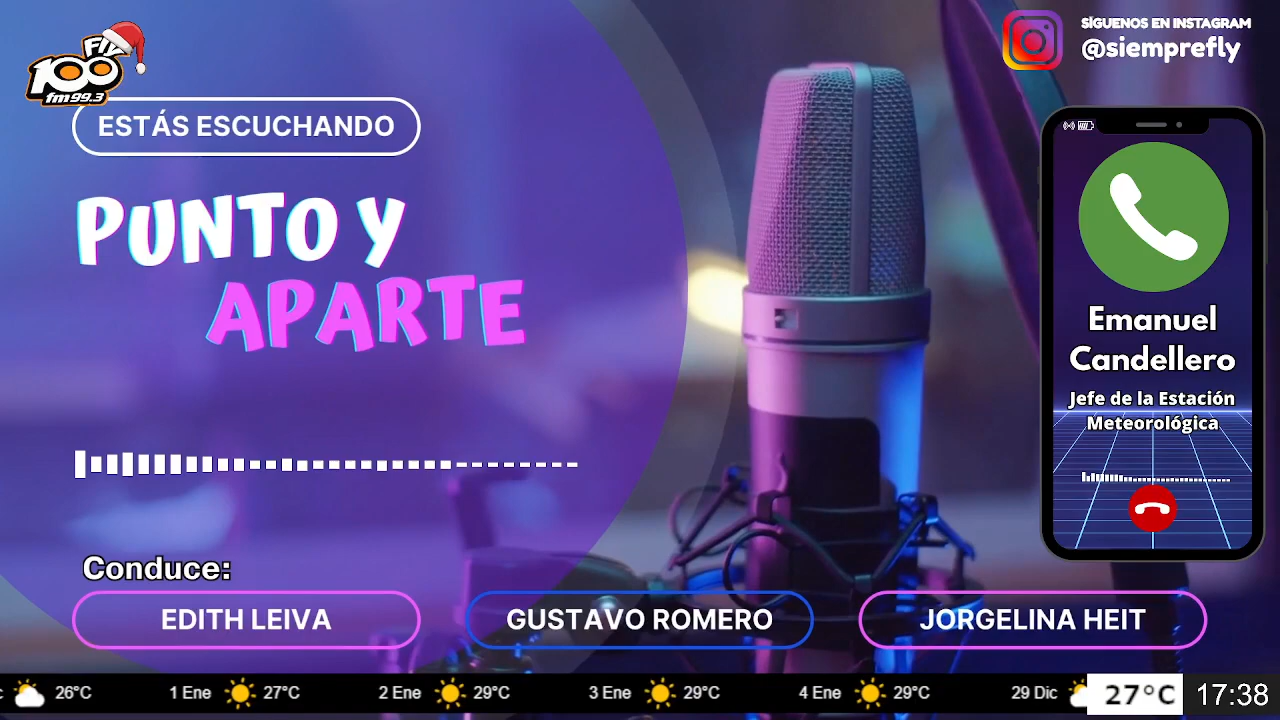 FLY
100
fm 99.3
SÍGUENOS EN INSTAGRAM
@siemprefly
ESTÁS ESCUCHANDO
PUNTO Y
APARTE
Emanuel
Candellero
Jefe de la Estación
Meteorológica
Conduce:
EDITH LEIVA
GUSTAVO ROMERO
JORGELINA HEIT
26°C 1 Ene 27°C 2 Ene 29°C 3 Ene 29°C 4 Ene 29°C 29 Dic 27°C 17:38